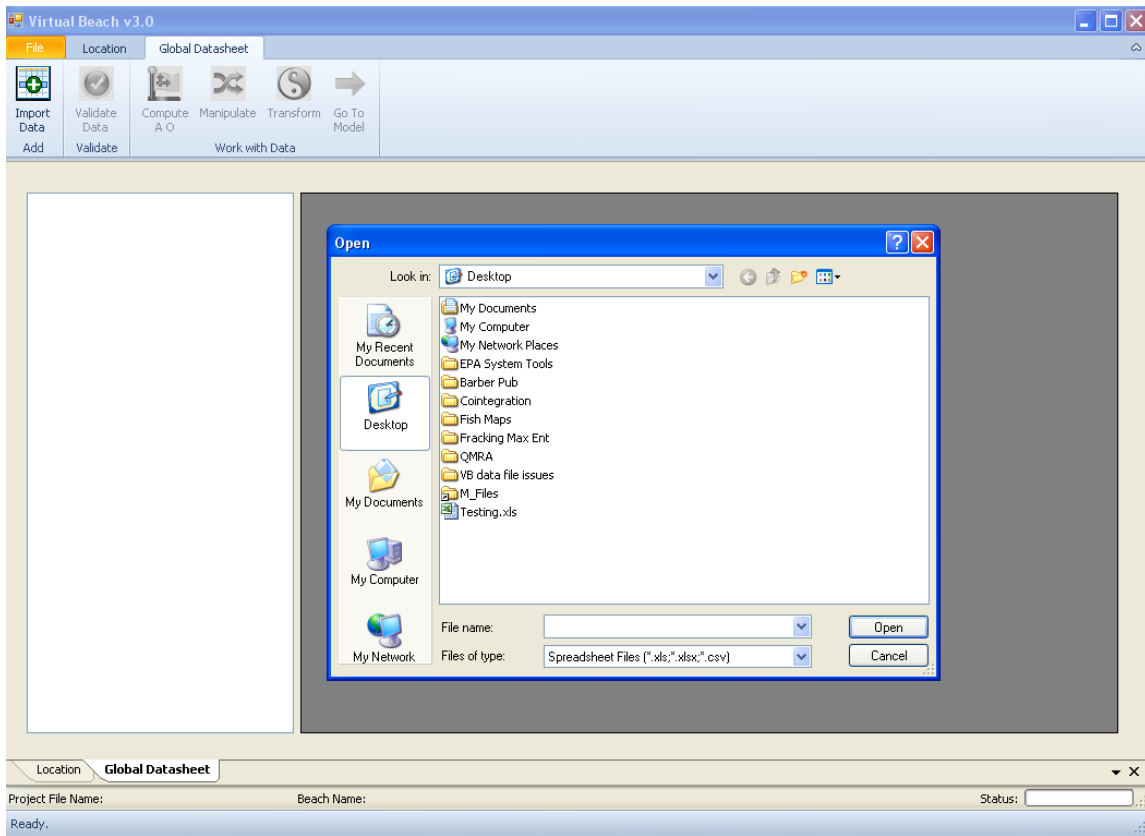 Virtual Beach v3.0
File Location Global Datasheet
Import Data
Validate Data
Compute A O
Manipulate
Transform
Go To Model
Add Validate Work with Data
Open
Look in: Desktop
My Recent Documents
Desktop
My Documents
My Computer
My Network
My Documents
My Computer
My Network Places
EPA System Tools
Barber Pub
Cointegration
Fish Maps
Fracking Max Ent
QMRA
VB data file issues
M_Files
Testing.xls
File name: Open
Files of type: Spreadsheet Files (*.xls;*.xlsx;*.csv) Cancel
Location Global Datasheet
Project File Name: Beach Name: Status:
Ready.